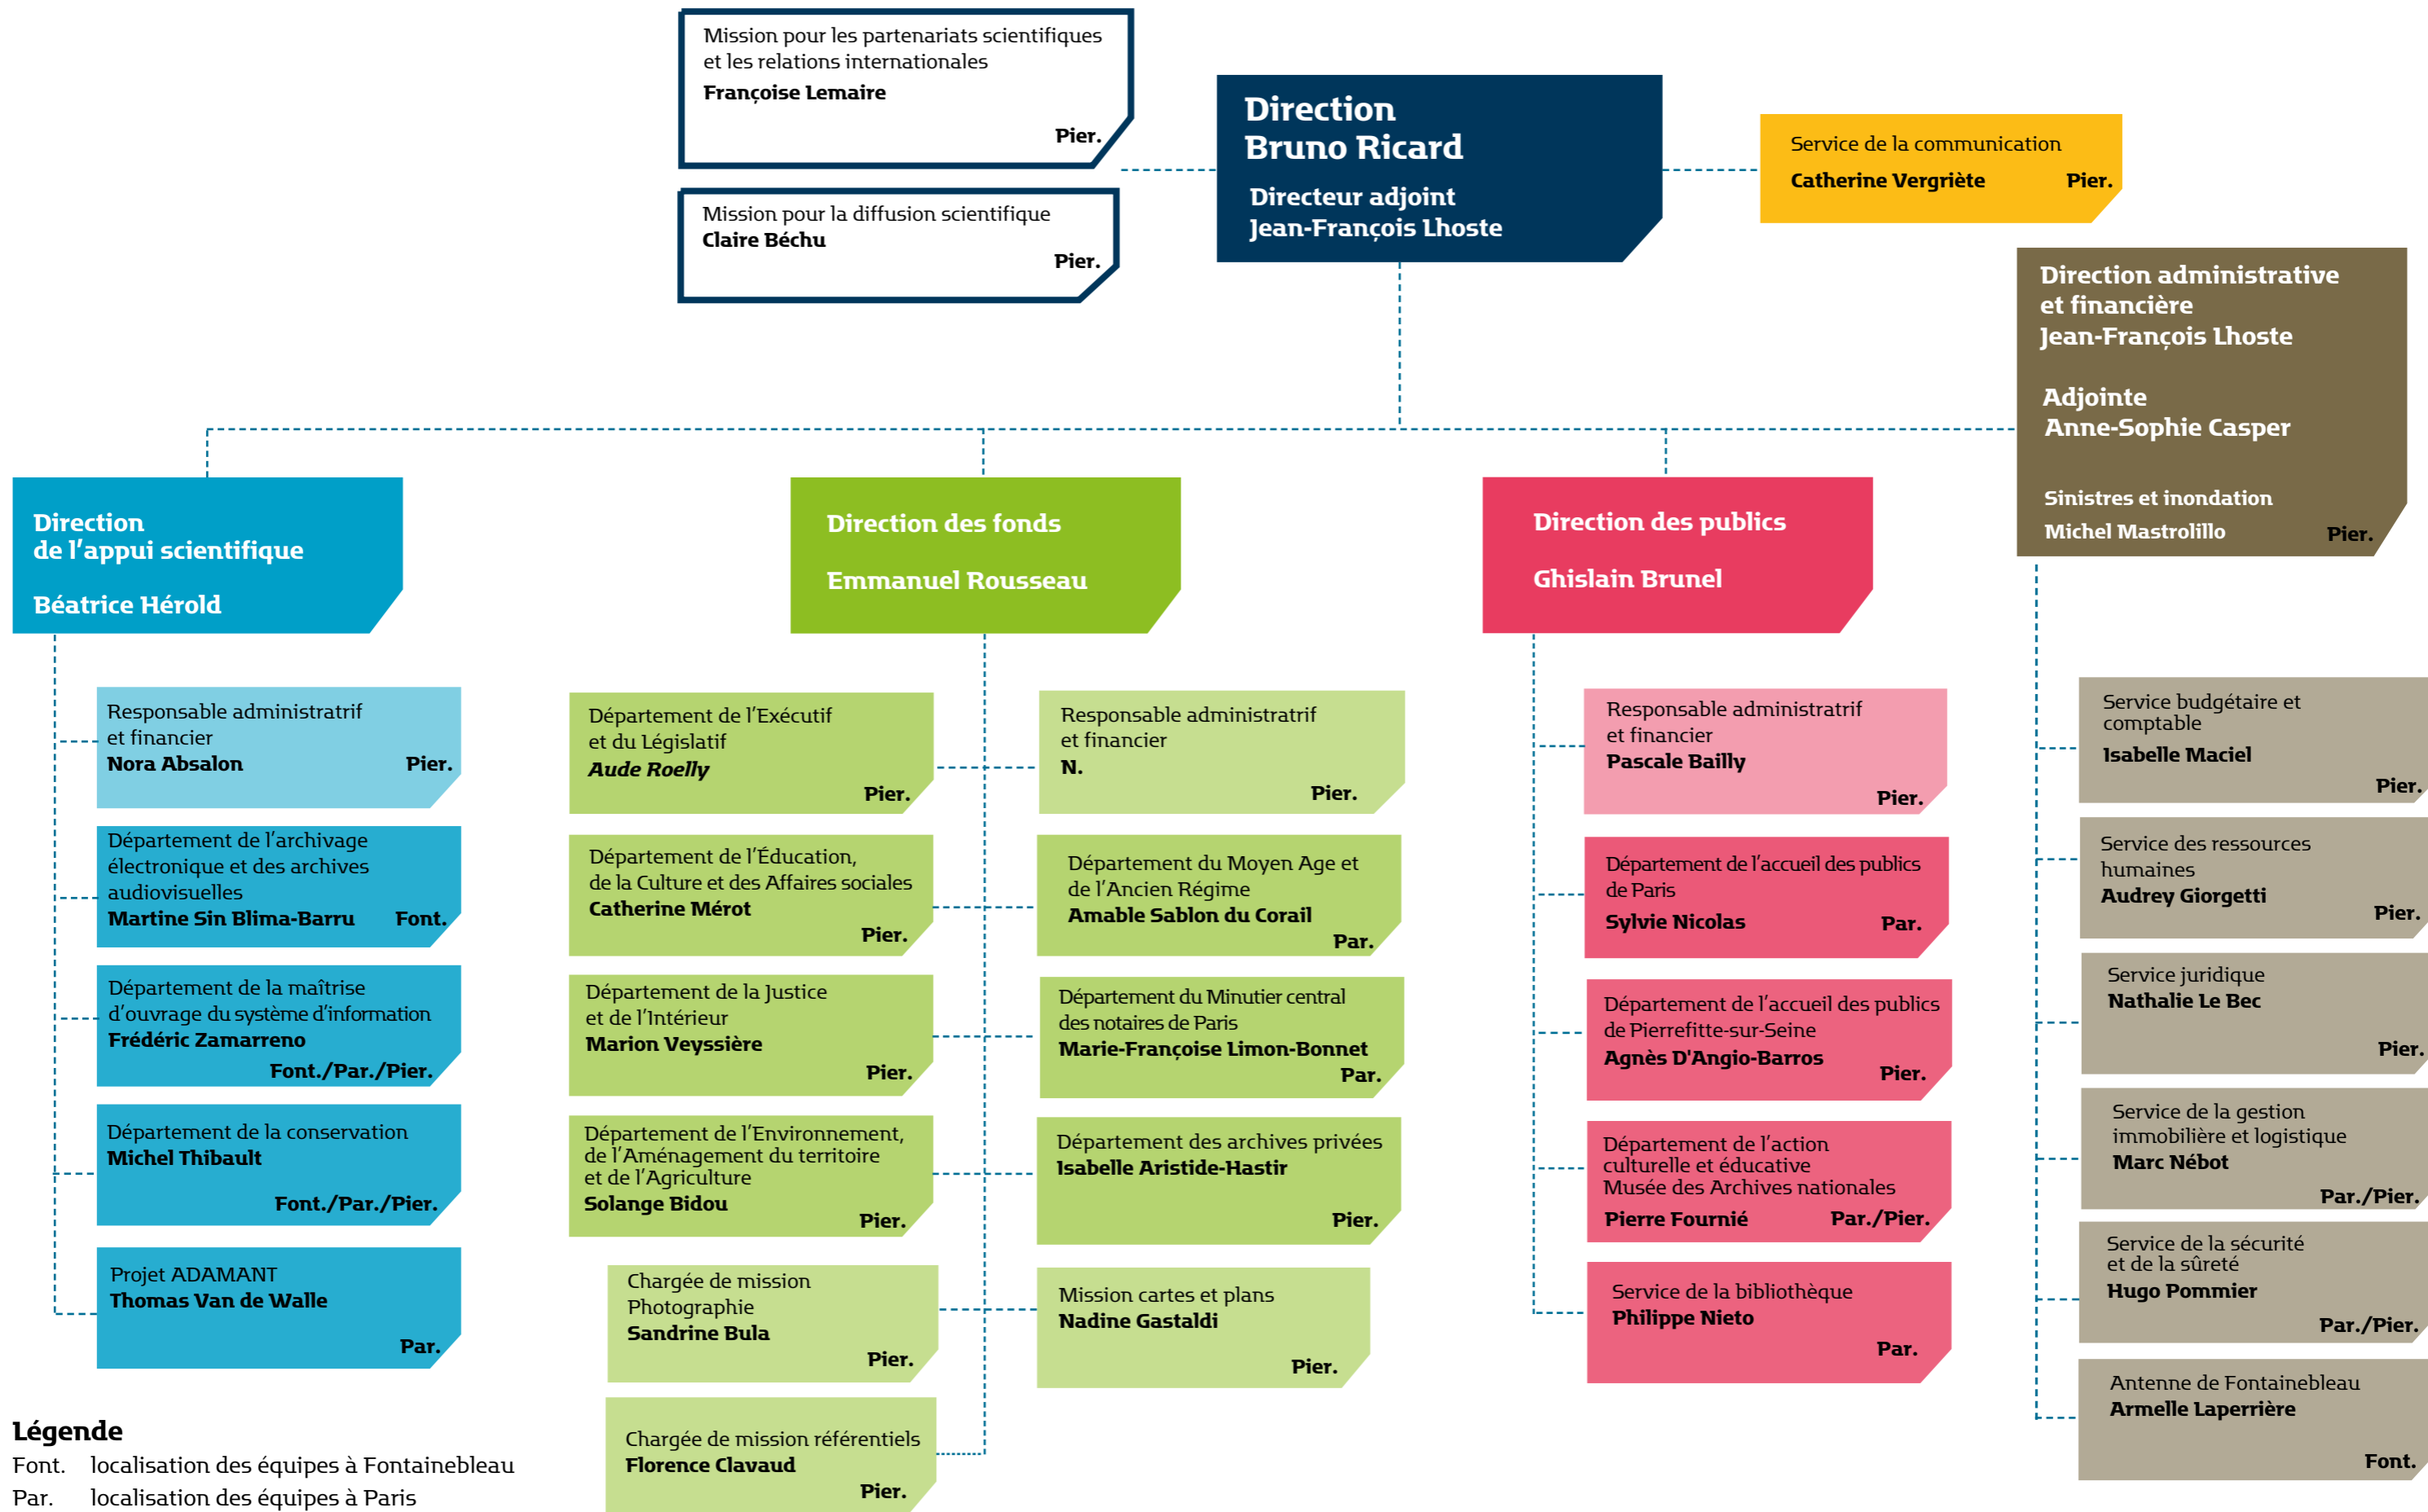 Mission pour les partenariats scientifiques
et les relations internationales
Françoise Lemaire
Pier.
Mission pour la diffusion scientifique
Claire Béchu
Pier.
Direction
Bruno Ricard
Directeur adjoint
Jean-François Lhoste
Service de la communication
Catherine Vergriète Pier.
Direction administrative
et financière
Jean-François Lhoste
Adjointe
Anne-Sophie Casper
Sinistres et inondation
Michel Mastrolillo Pier.
Direction
de l'appui scientifique
Béatrice Hérold
Responsable administratrif
et financier
Nora Absalon Pier.
Département de l'archivage
électronique et des archives
audiovisuelles
Martine Sin Blima-Barru Font.
Département de la maîtrise
d'ouvrage du système d'information
Frédéric Zamarreno
Font./Par./Pier.
Département de la conservation
Michel Thibault
Font./Par./Pier.
Projet ADAMANT
Thomas Van de Walle
Par.
Direction des fonds
Emmanuel Rousseau
Département de l'Exécutif
et du Législatif
Aude Roelly
Pier.
Département de l'Éducation,
de la Culture et des Affaires sociales
Catherine Mérot
Pier.
Département de la Justice
et de l'Intérieur
Marion Veyssière
Pier.
Département de l'Environnement,
de l'Aménagement du territoire
et de l'Agriculture
Solange Bidou
Pier.
Chargée de mission
Photographie
Sandrine Bula
Pier.
Chargée de mission référentiels
Florence Clavaud
Pier.
Responsable administratrif
et financier
N.
Pier.
Département du Moyen Age et
de l'Ancien Régime
Amable Sablon du Corail
Par.
Département du Minutier central
des notaires de Paris
Marie-Françoise Limon-Bonnet
Par.
Département des archives privées
Isabelle Aristide-Hastir
Pier.
Mission cartes et plans
Nadine Gastaldi
Pier.
Direction des publics
Ghislain Brunel
Responsable administratrif
et financier
Pascale Bailly
Pier.
Département de l'accueil des publics
de Paris
Sylvie Nicolas Par.
Département de l'accueil des publics
de Pierrefitte-sur-Seine
Agnès D'Angio-Barros
Pier.
Département de l'action
culturelle et éducative
Musée des Archives nationales
Pierre Fournié Par./Pier.
Service de la bibliothèque
Philippe Nieto
Par.
Service budgétaire et
comptable
Isabelle Maciel
Pier.
Service des ressources
humaines
Audrey Giorgetti
Pier.
Service juridique
Nathalie Le Bec
Pier.
Service de la gestion
immobilière et logistique
Marc Nébot
Par./Pier.
Service de la sécurité
et de la sûreté
Hugo Pommier
Par./Pier.
Antenne de Fontainebleau
Armelle Laperrière
Font.
Légende
Font. localisation des équipes à Fontainebleau
Par. localisation des équipes à Paris